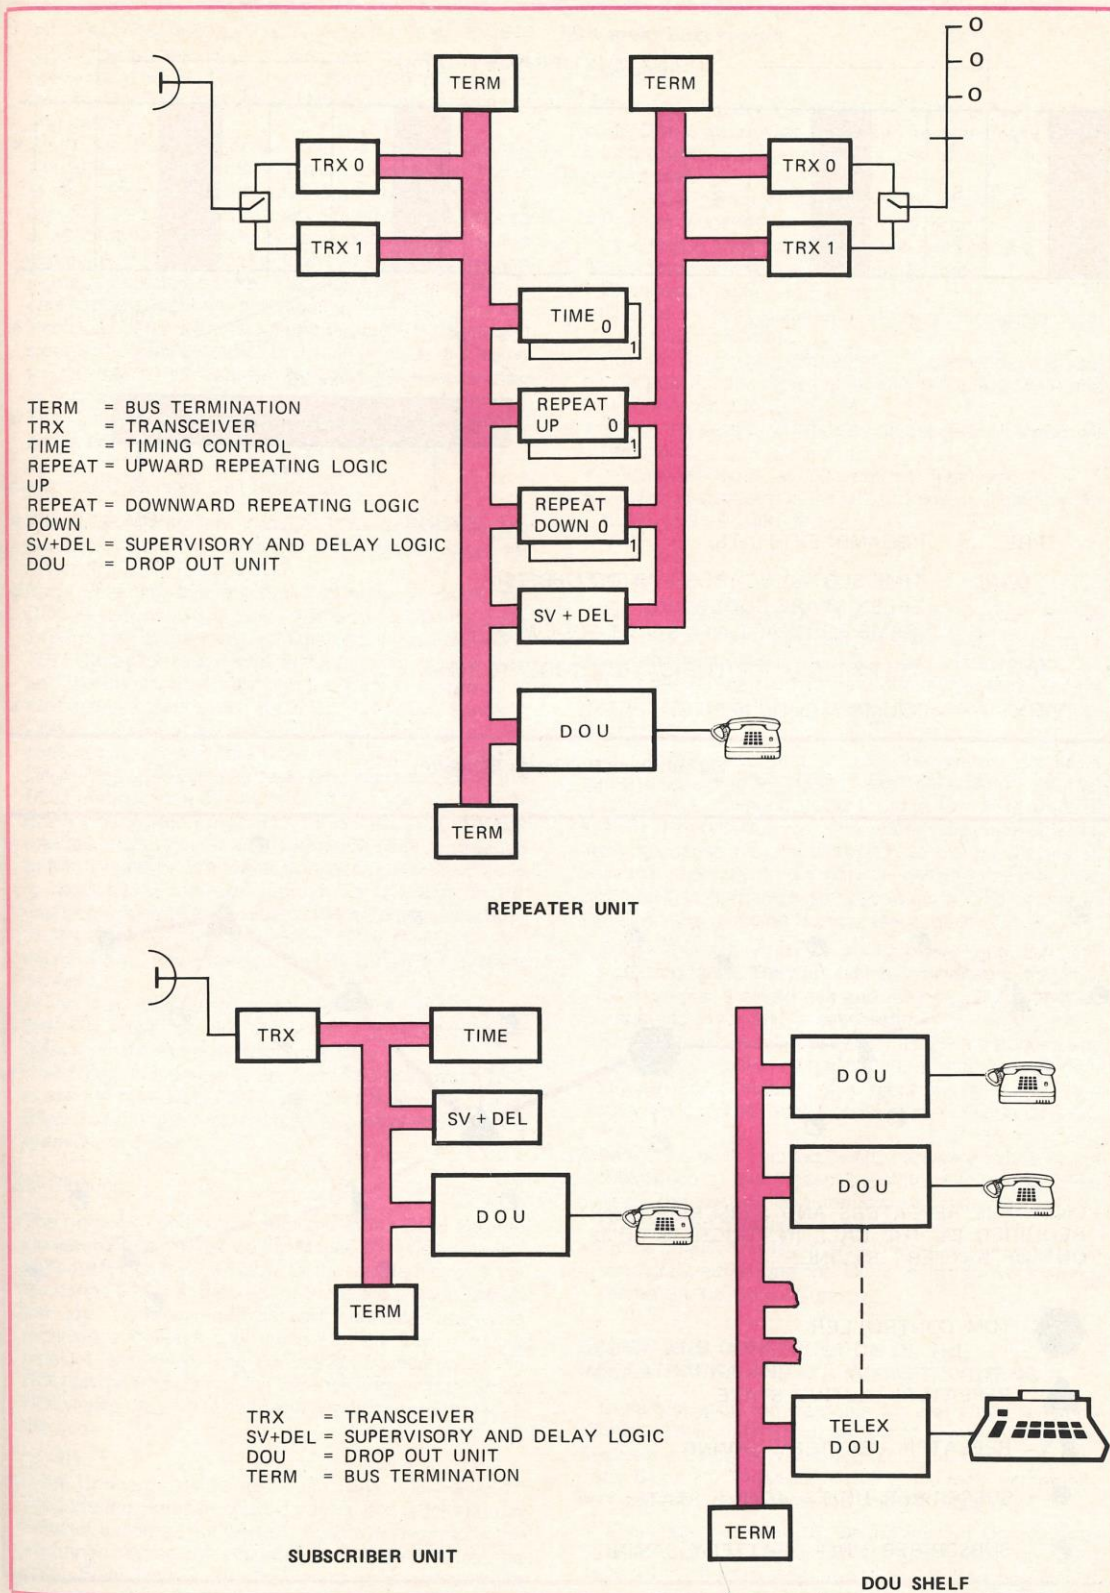 O
O
O
TERM
TERM
TRX 0
TRX 0
TRX 1
TRX 1
TIME 0
1
REPEAT
UP 0
1
REPEAT
DOWN 0
1
SV + DEL
DOU
TERM
TERM = BUS TERMINATION
TRX = TRANSCEIVER
TIME = TIMING CONTROL
REPEAT = UPWARD REPEATING LOGIC
UP
REPEAT = DOWNWARD REPEATING LOGIC
DOWN
SV+DEL = SUPERVISORY AND DELAY LOGIC
DOU = DROP OUT UNIT
REPEATER UNIT
TRX
TIME
SV + DEL
DOU
TERM
TRX = TRANSCEIVER
SV+DEL = SUPERVISORY AND DELAY LOGIC
DOU = DROP OUT UNIT
TERM = BUS TERMINATION
SUBSCRIBER UNIT
DOU
DOU
TELEX
DOU
TERM
DOU SHELF